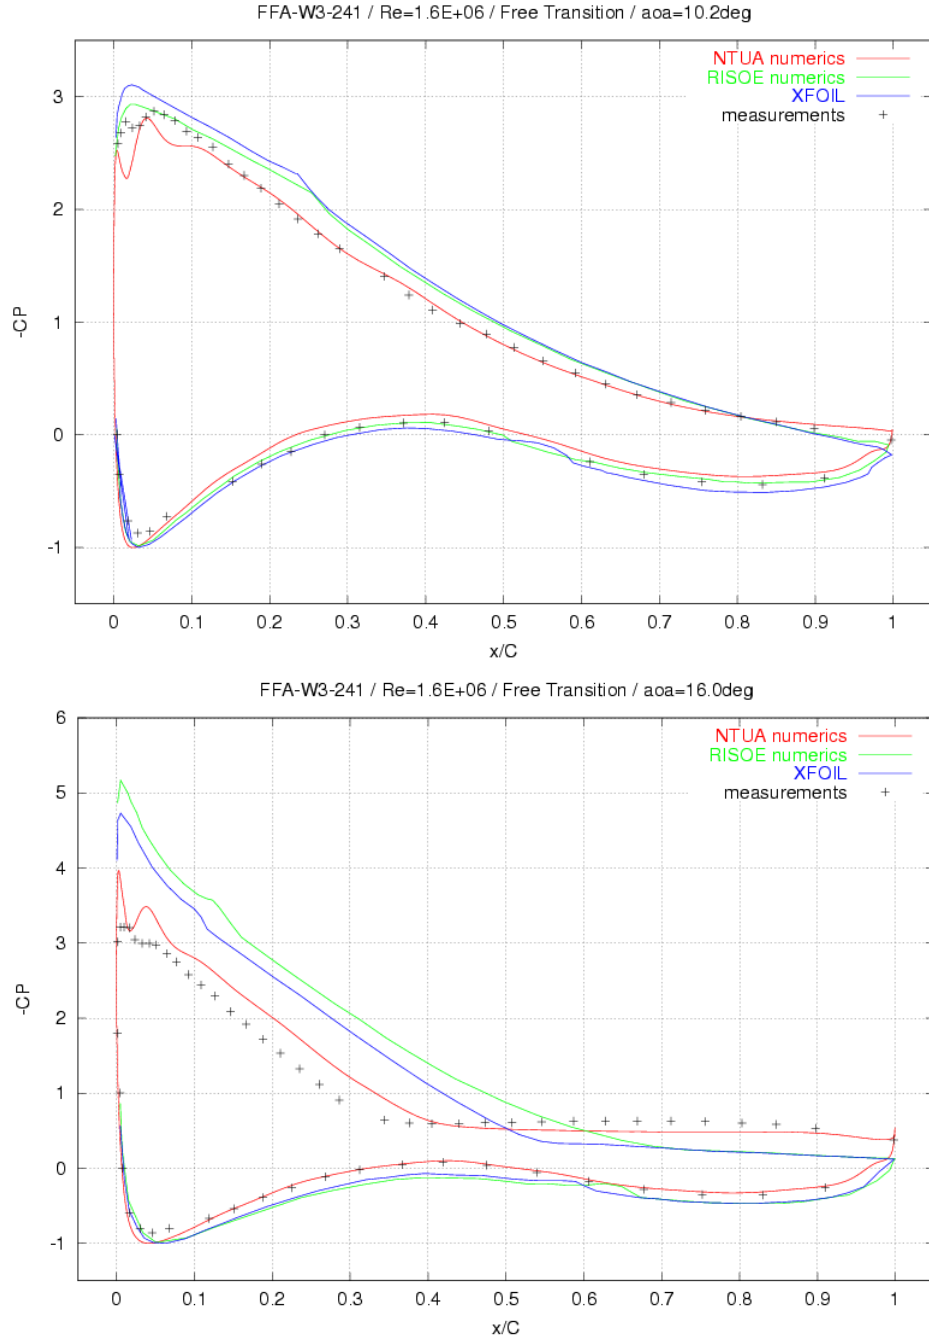 FFA-W3-241 / Re=1.6E+06 / Free Transition / aoa=10.2deg
NTUA numerics
RISOE numerics
XFOIL
measurements
3
2
1
0
-1
-CP
0 0.1 0.2 0.3 0.4 0.5 0.6 0.7 0.8 0.9 1
x/C
FFA-W3-241 / Re=1.6E+06 / Free Transition / aoa=16.0deg
NTUA numerics
RISOE numerics
XFOIL
measurements
6
5
4
3
2
1
0
-1
-CP
0 0.1 0.2 0.3 0.4 0.5 0.6 0.7 0.8 0.9 1
x/C